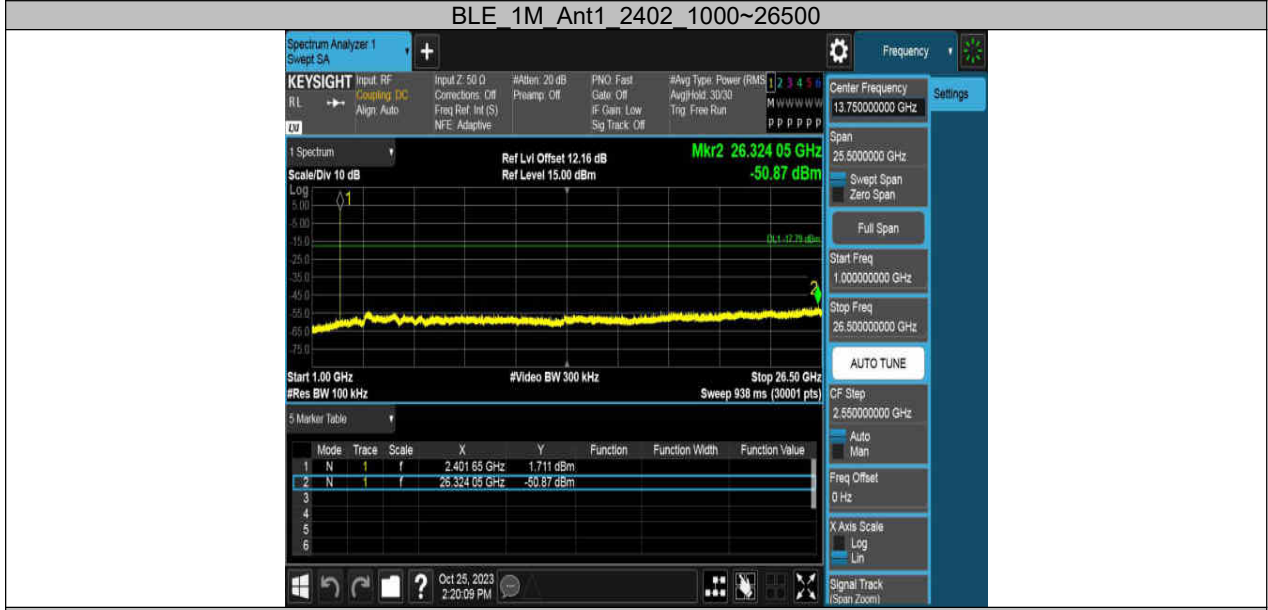 BLE_1M_Ant1_2402_1000~26500
Spectrum Analyzer 1
Swept SA
+
Frequency
KEYSIGHT
RL
Input: RF
Coupling: DC
Align: Auto
Input Z: 50 Ω
Corrections: Off
Freq Ref: Int (S)
NFE: Adaptive
#Atten: 20 dB
Preamp: Off
PNO: Fast
Gate: Off
IF Gain: Low
Sig Track: Off
#Avg Type: Power (RMS
Avg|Hold: 30/30
Trig: Free Run
1 2 3 4 5 6
M W W W W W
P P P P P P
1 Spectrum
Scale/Div 10 dB
Ref Lvl Offset 12.16 dB
Ref Level 15.00 dBm
Mkr2 26.324 05 GHz
-50.87 dBm
Log
1
5.00
-5.00
-15.0
DL1 -17.79 dBm
-25.0
-35.0
-45.0
2
-55.0
-65.0
-75.0
Start 1.00 GHz
#Video BW 300 kHz
Stop 26.50 GHz
#Res BW 100 kHz
Sweep 938 ms (30001 pts)
5 Marker Table
Mode Trace Scale X Y Function Function Width Function Value
1 N 1 f 2.401 65 GHz 1.711 dBm
2 N 1 f 26.324 05 GHz -50.87 dBm
3
4
5
6
?
Oct 25, 2023
2:20:09 PM
Center Frequency
13.750000000 GHz
Settings
Span
25.5000000 GHz
Swept Span
Zero Span
Full Span
Start Freq
1.000000000 GHz
Stop Freq
26.500000000 GHz
AUTO TUNE
CF Step
2.550000000 GHz
Auto
Man
Freq Offset
0 Hz
X Axis Scale
Log
Lin
Signal Track
(Span Zoom)